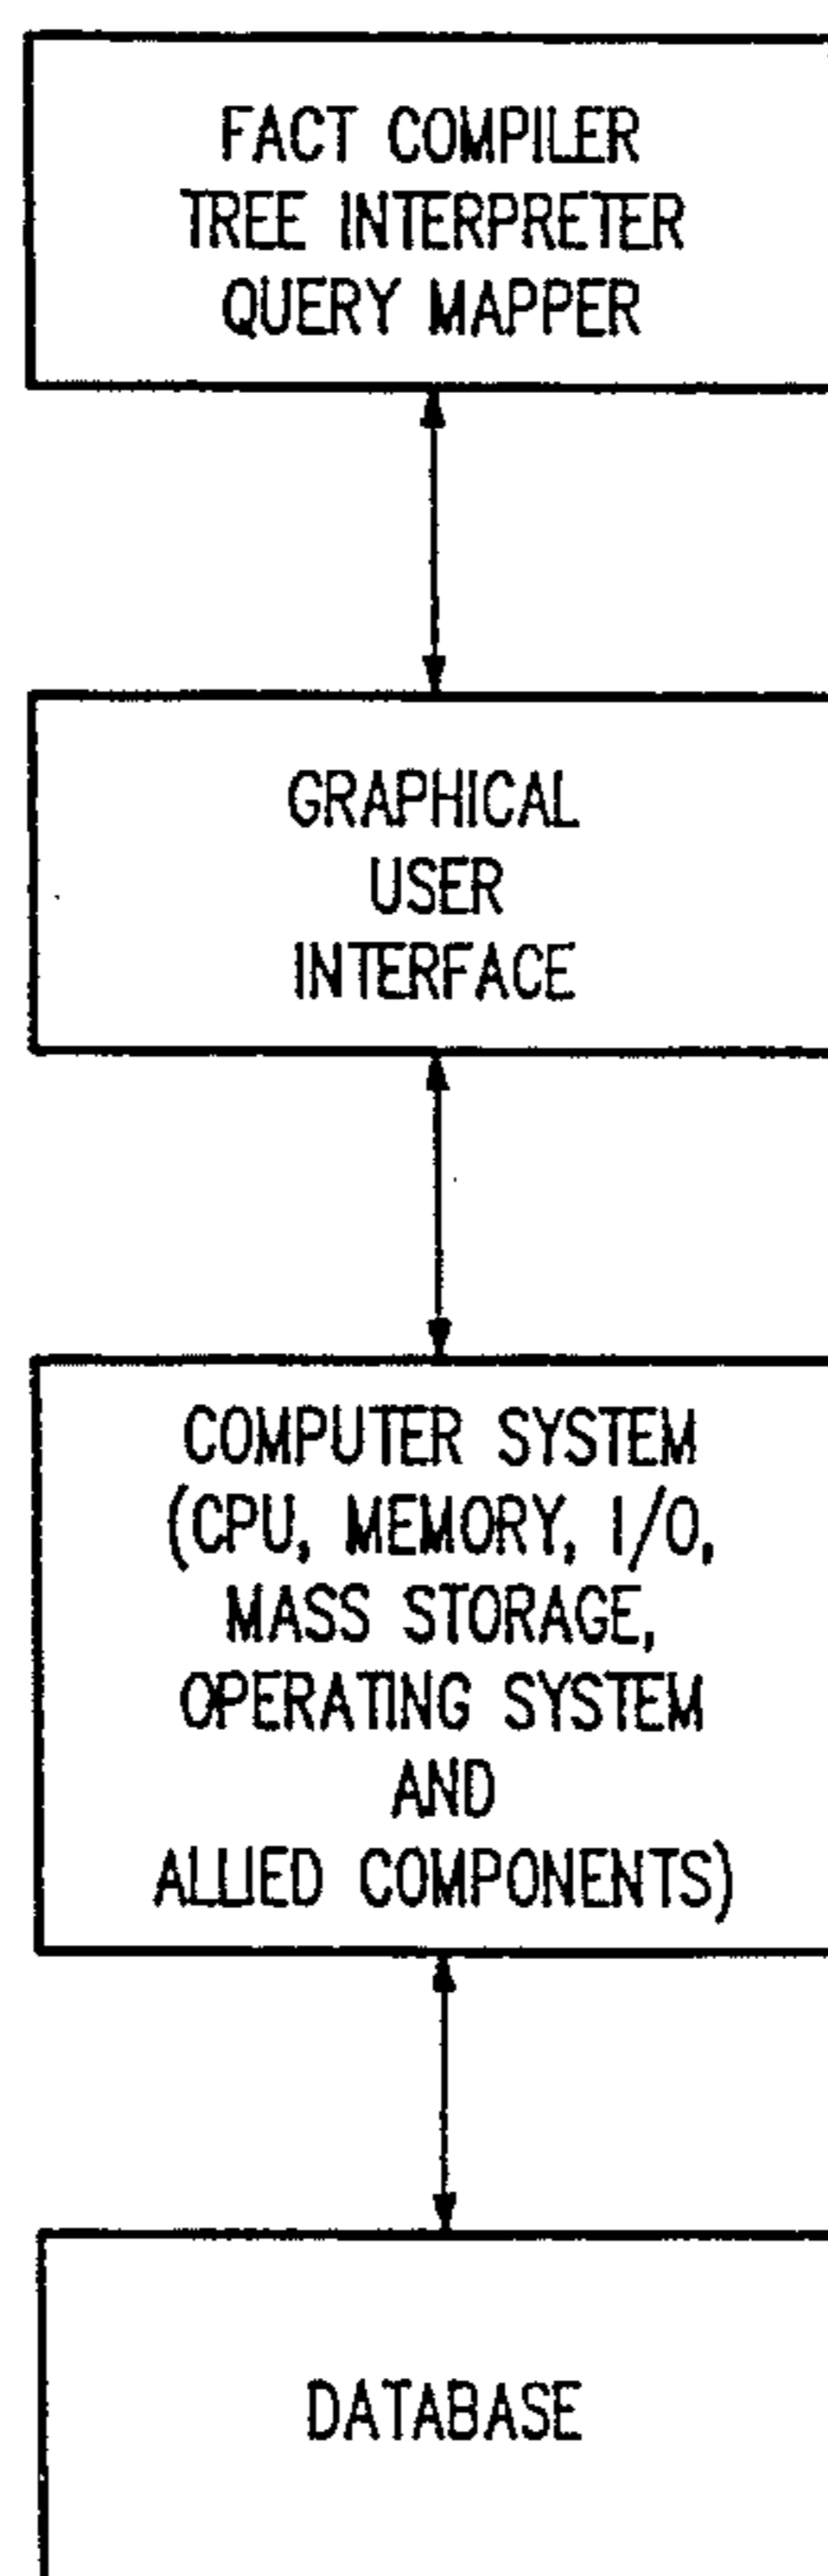 FACT COMPILER
TREE INTERPRETER
QUERY MAPPER
GRAPHICAL
USER
INTERFACE
COMPUTER SYSTEM
(CPU, MEMORY, I/O,
MASS STORAGE,
OPERATING SYSTEM
AND
ALLIED COMPONENTS)
DATABASE